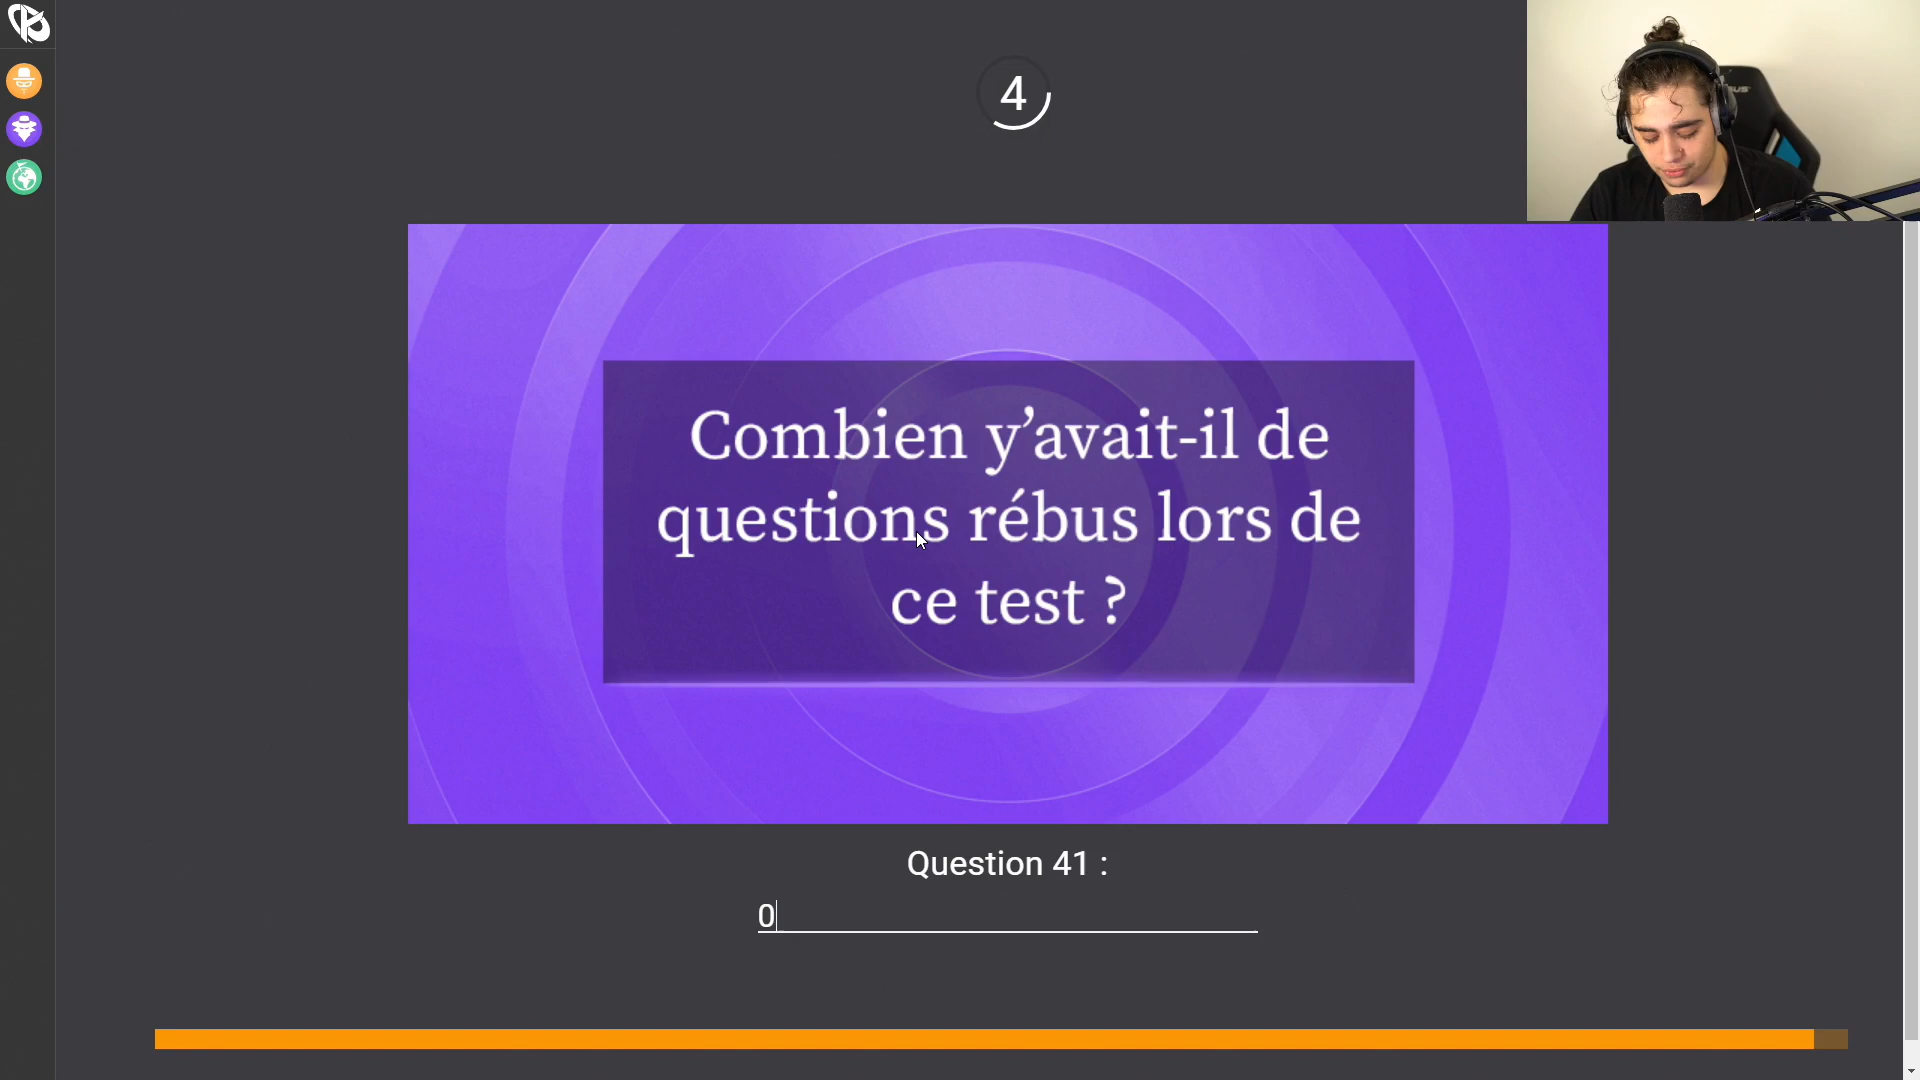 4
Combien y’avait-il de
questions rébus lors de
ce test ?
Question 41 :
0